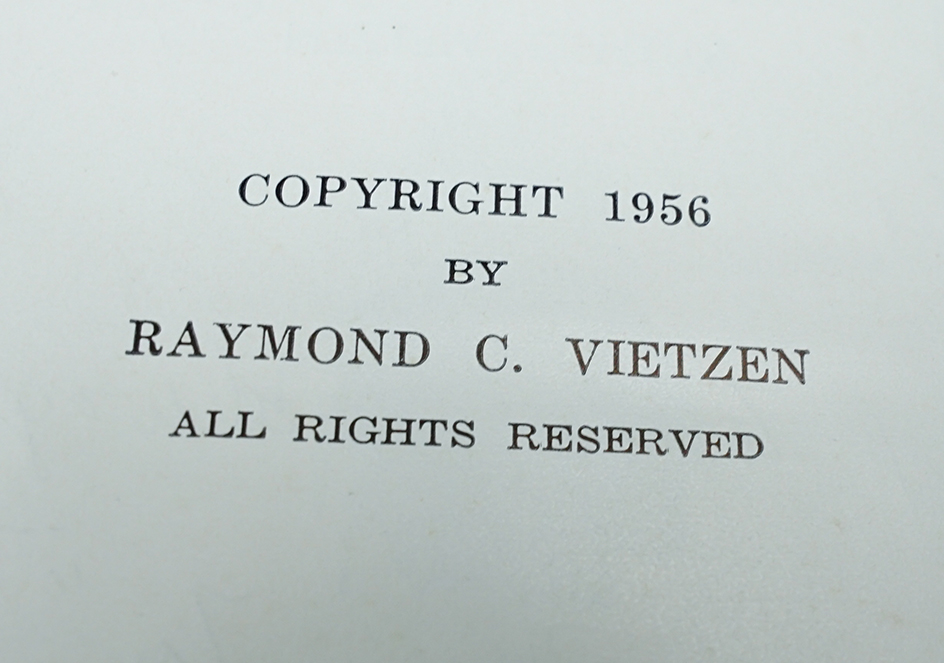 COPYRIGHT 1956
BY
RAYMOND C. VIETZEN
ALL RIGHTS RESERVED